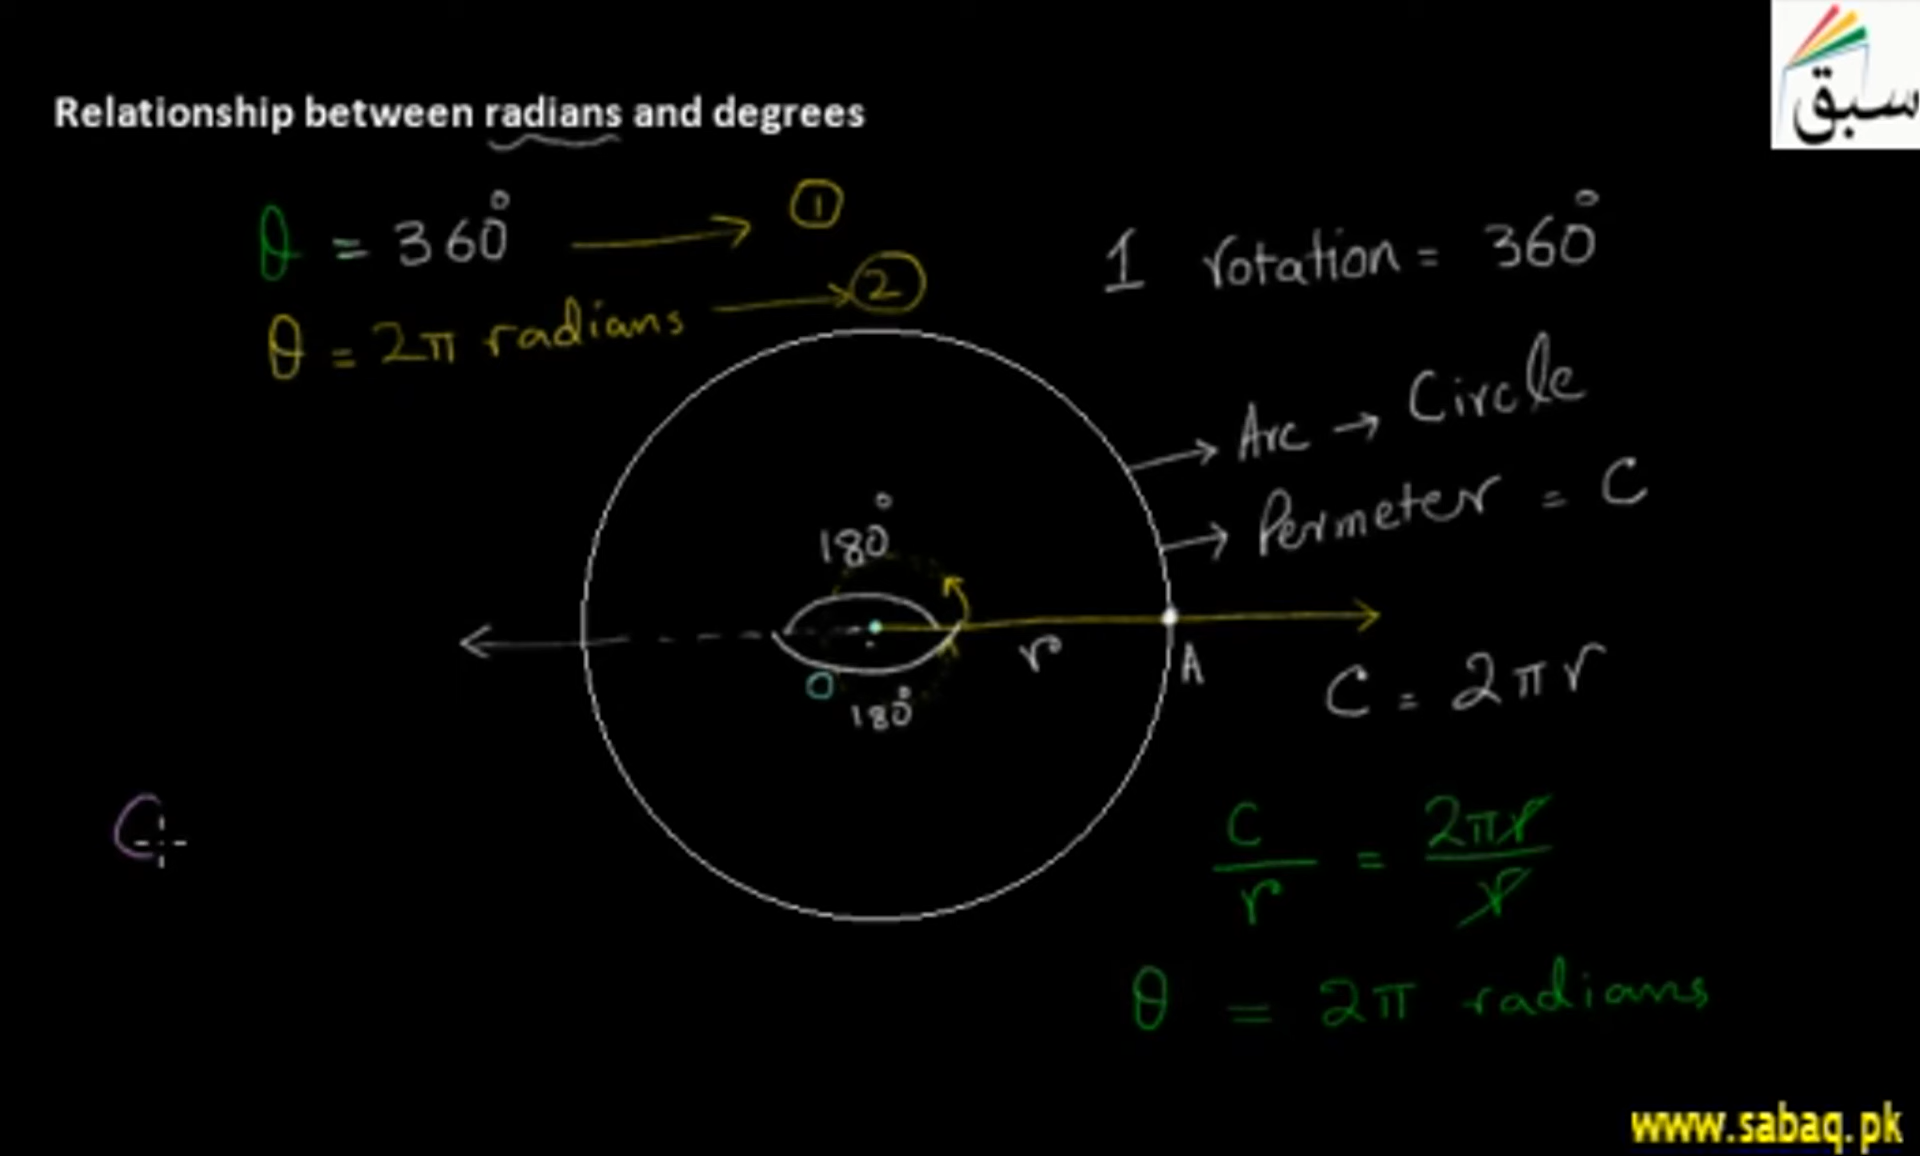 سبق
Relationship between radians and degrees
θ = 360° → ①
1 rotation = 360°
θ = 2π radians → ②
→ Arc → Circle
→ Permeter = C
180°
r
A
O
180°
C = 2πr
C/r = 2πr/r
θ = 2π radians
www.sabaq.pk